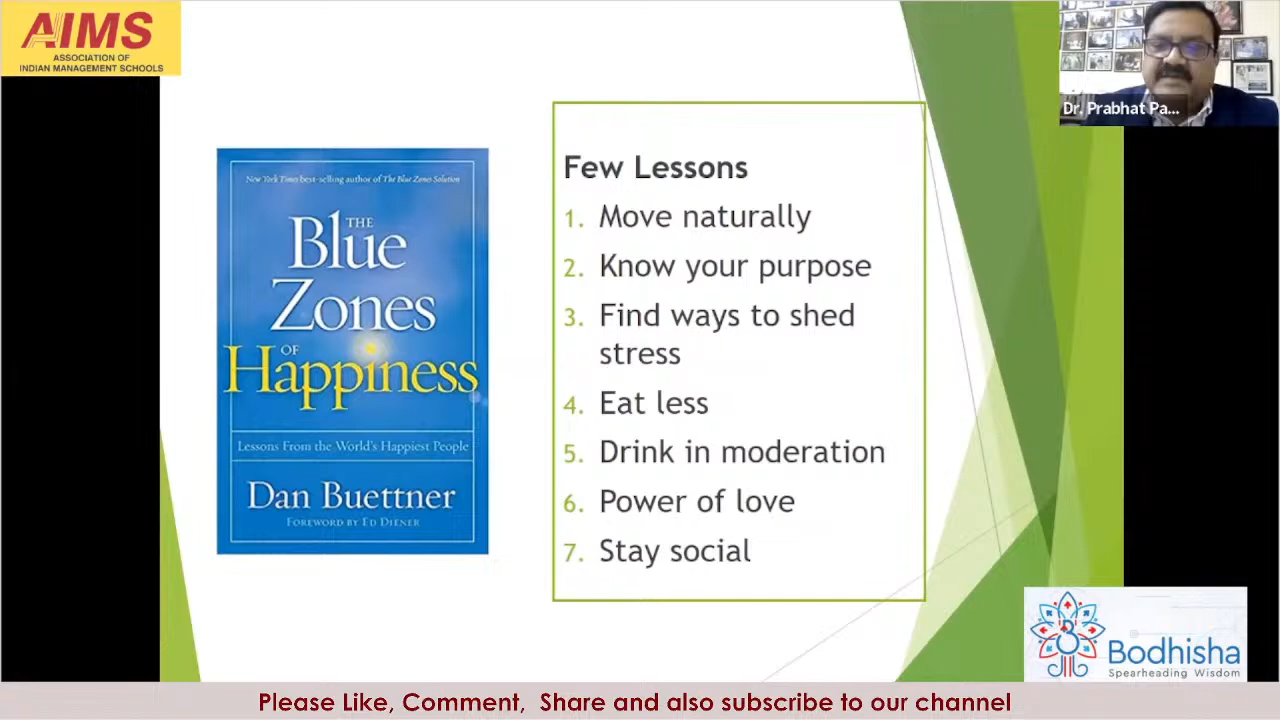 AIMS
ASSOCIATION OF
INDIAN MANAGEMENT SCHOOLS
Dr. Prabhat Pa...
New York Times best-selling author of The Blue Zones Solution
THE
Blue
Zones
OF
Happiness
Lessons From the World's Happiest People
Dan Buettner
FOREWORD BY ED DIENER
Few Lessons
1. Move naturally
2. Know your purpose
3. Find ways to shed
stress
4. Eat less
5. Drink in moderation
6. Power of love
7. Stay social
Bodhisha
Spearheading Wisdom
Please Like, Comment, Share and also subscribe to our channel